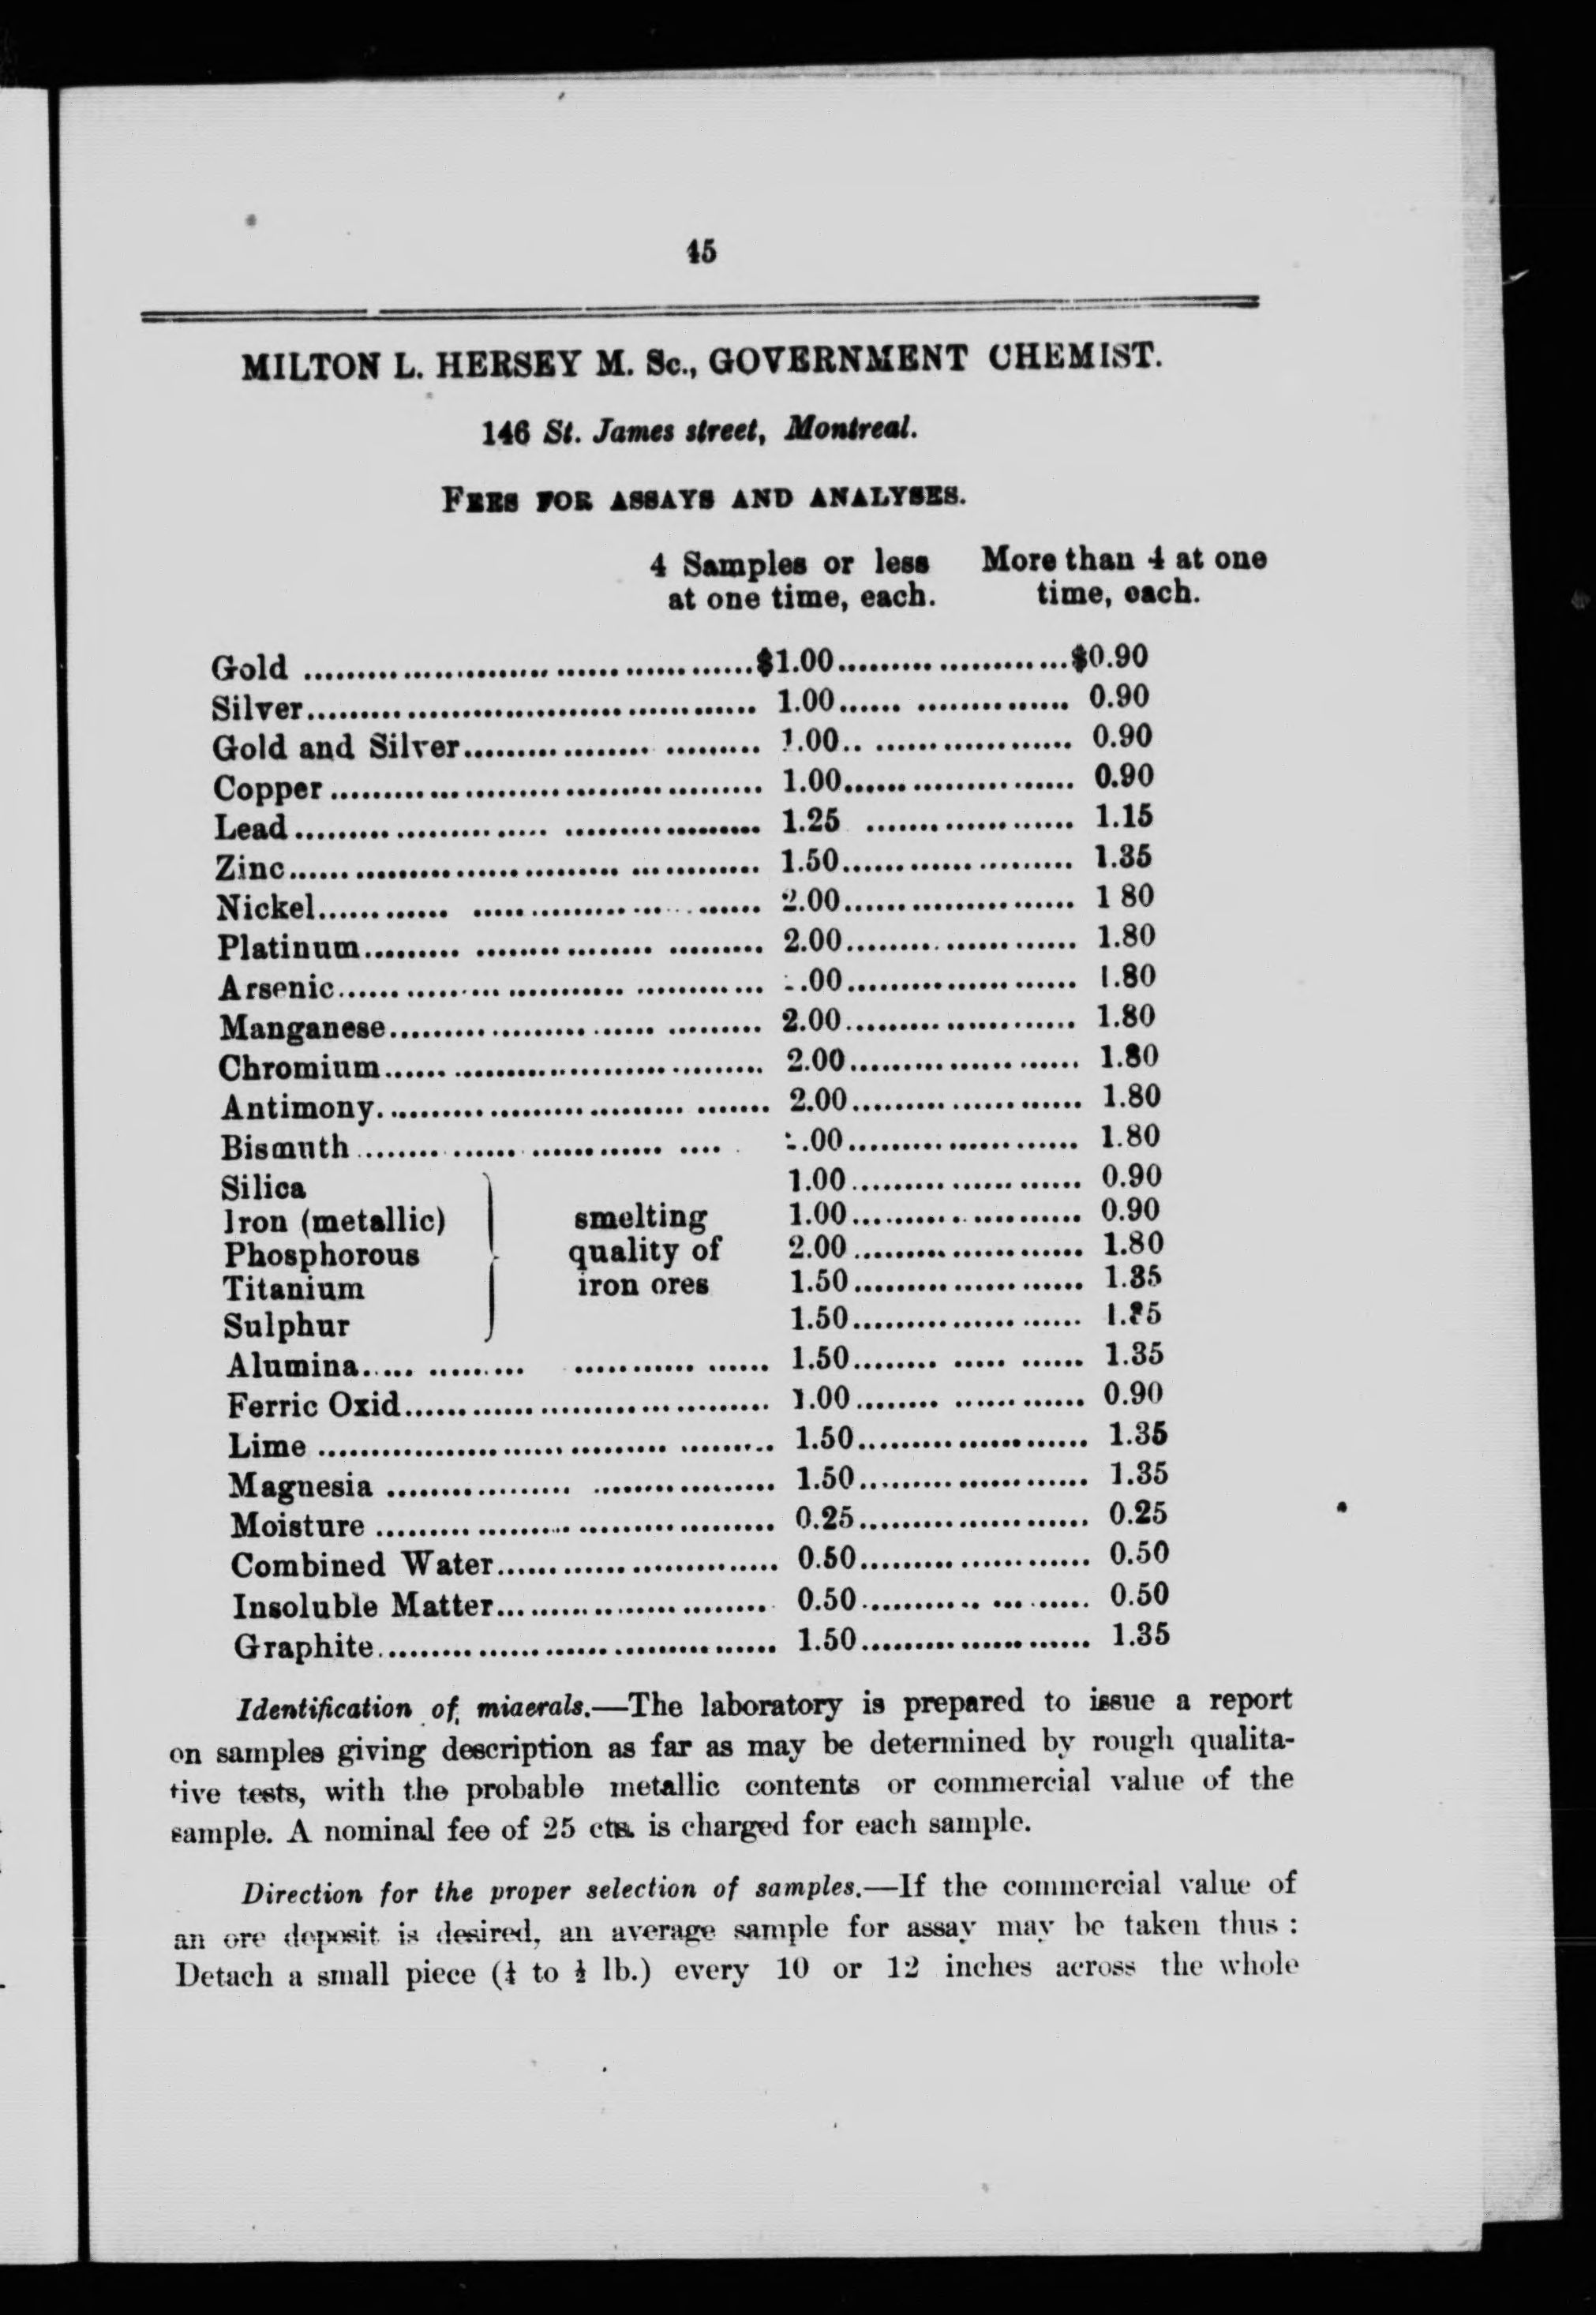 45
MILTON L. HERSEY M. Sc., GOVERNMENT CHEMIST.
146 St. James street, Montreal.
FEES FOR ASSAYS AND ANALYSES.
4 Samples or less More than 4 at one
at one time, each. time, each.
Gold ........................................ $1.00...................... $0.90
Silver........................................ 1.00...................... 0.90
Gold and Silver........................... 1.00...................... 0.90
Copper ........................................ 1.00...................... 0.90
Lead........................................ 1.25 ...................... 1.15
Zinc........................................ 1.50...................... 1.35
Nickel........................................ 2.00...................... 1 80
Platinum................................... 2.00...................... 1.80
Arsenic........................................ .00...................... 1.80
Manganese................................... 2.00...................... 1.80
Chromium................................... 2.00...................... 1.80
Antimony................................... 2.00...................... 1.80
Bismuth................................... .00...................... 1.80
Silica 1.00...................... 0.90
Iron (metallic) smelting 1.00...................... 0.90
Phosphorous quality of 2.00...................... 1.80
Titanium iron ores 1.50...................... 1.35
Sulphur 1.50...................... 1.35
Alumina................................... 1.50...................... 1.35
Ferric Oxid................................... 1.00...................... 0.90
Lime ........................................ 1.50...................... 1.35
Magnesia ................................... 1.50...................... 1.35
Moisture ................................... 0.25...................... 0.25
Combined Water........................... 0.50...................... 0.50
Insoluble Matter........................... 0.50...................... 0.50
Graphite................................... 1.50...................... 1.35
Identification of miaerals.—The laboratory is prepared to issue a report
on samples giving description as far as may be determined by rough qualita-
tive tests, with the probable metallic contents or commercial value of the
sample. A nominal fee of 25 cts. is charged for each sample.
Direction for the proper selection of samples.—If the commercial value of
an ore deposit is desired, an average sample for assay may be taken thus :
Detach a small piece (¼ to ½ lb.) every 10 or 12 inches across the whole